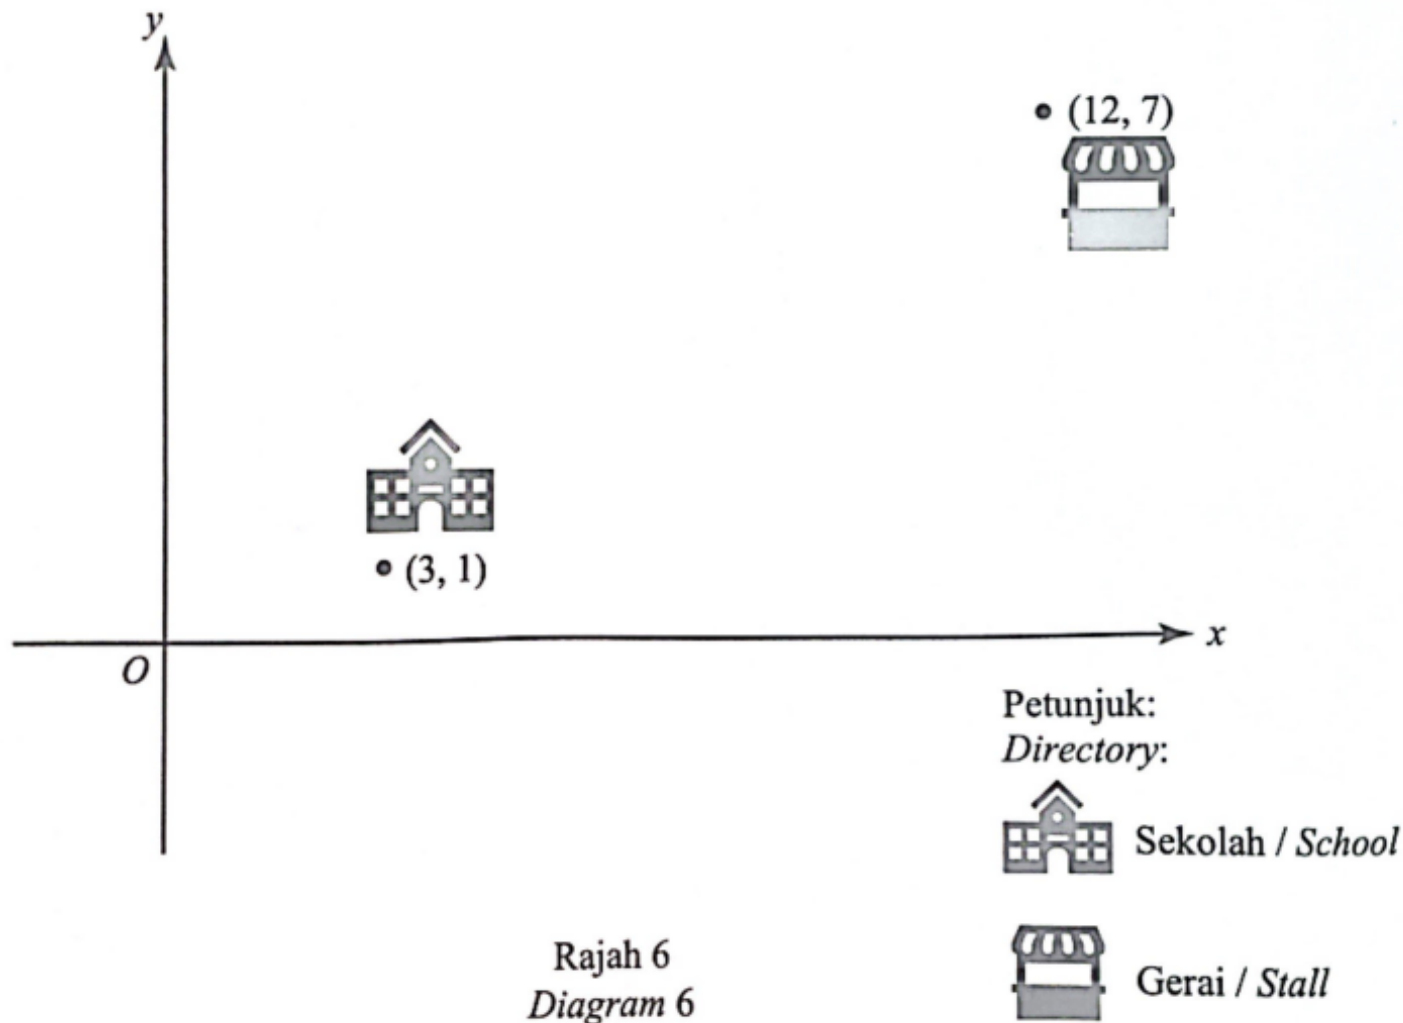 y
(12, 7)
(3, 1)
x
O
Petunjuk:
Directory:
Sekolah / School
Gerai / Stall
Rajah 6
Diagram 6